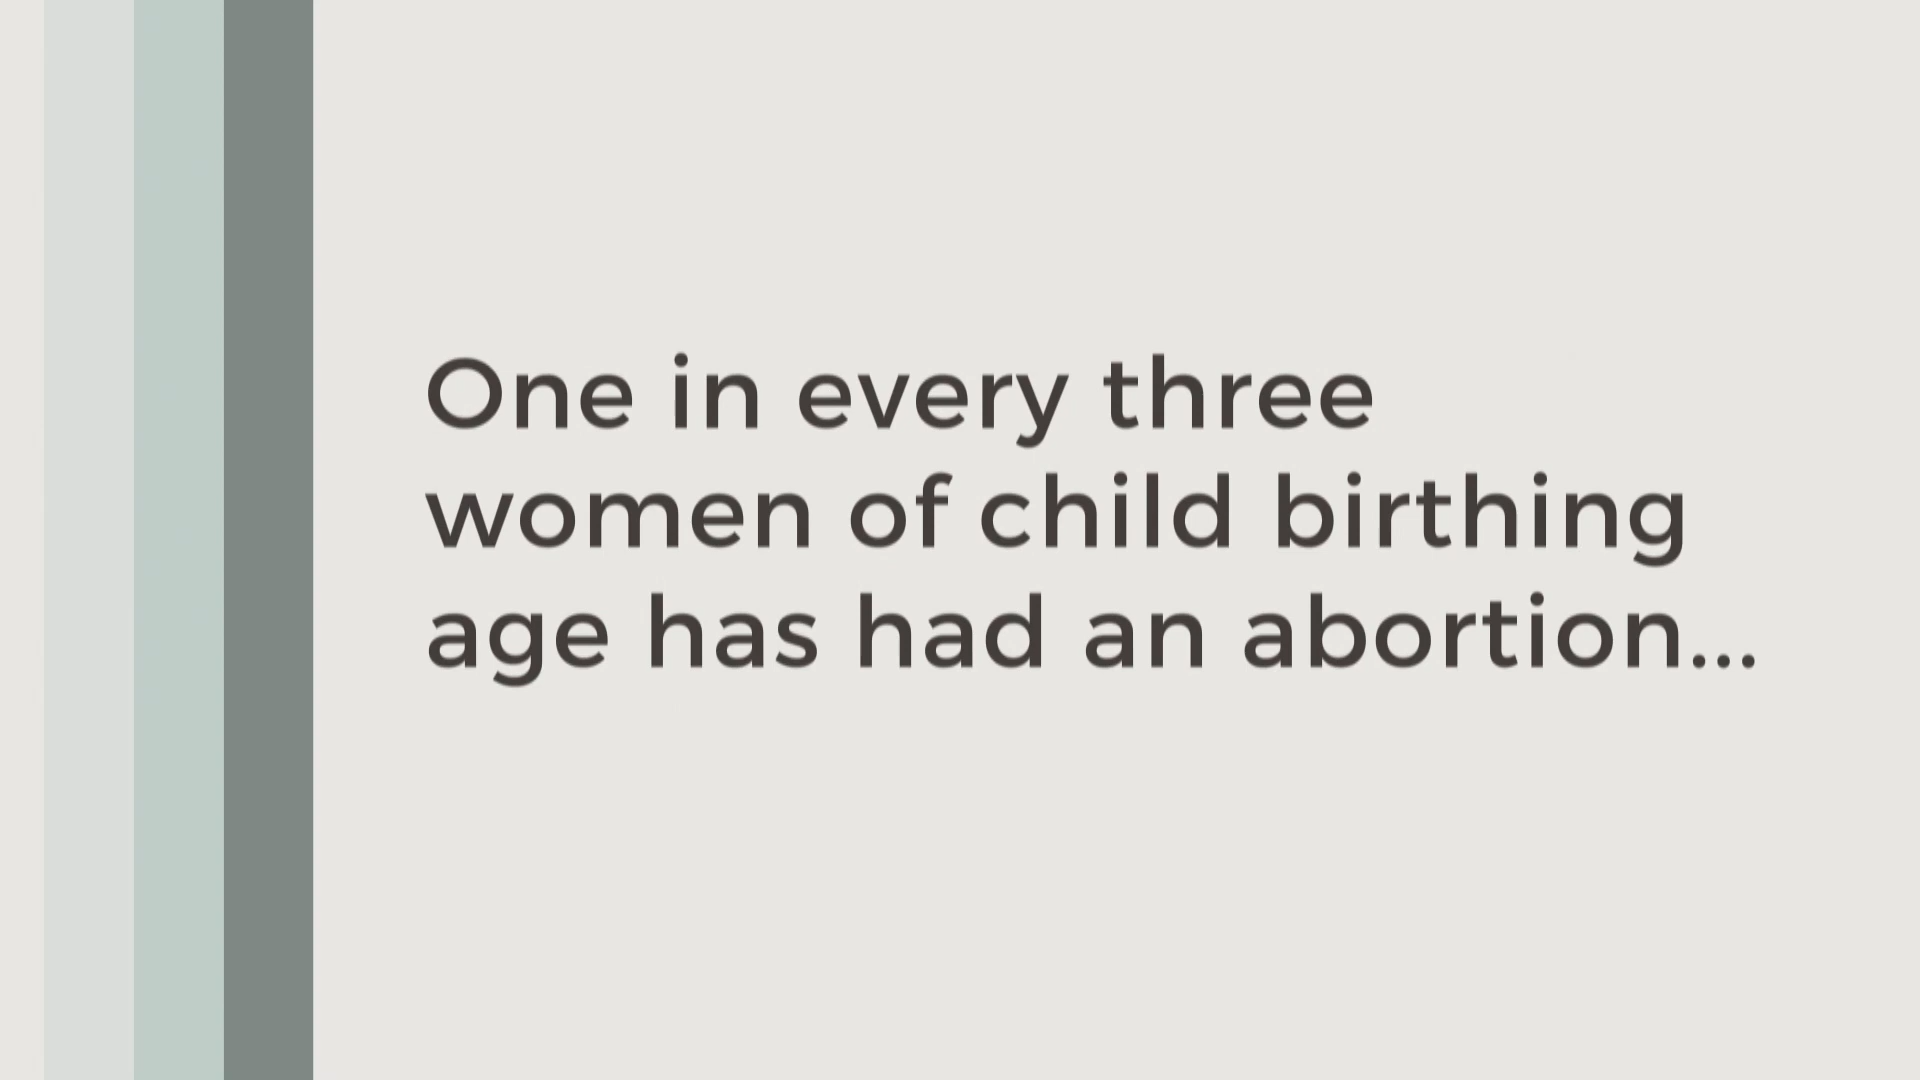 One in every three
women of child birthing
age has had an abortion...